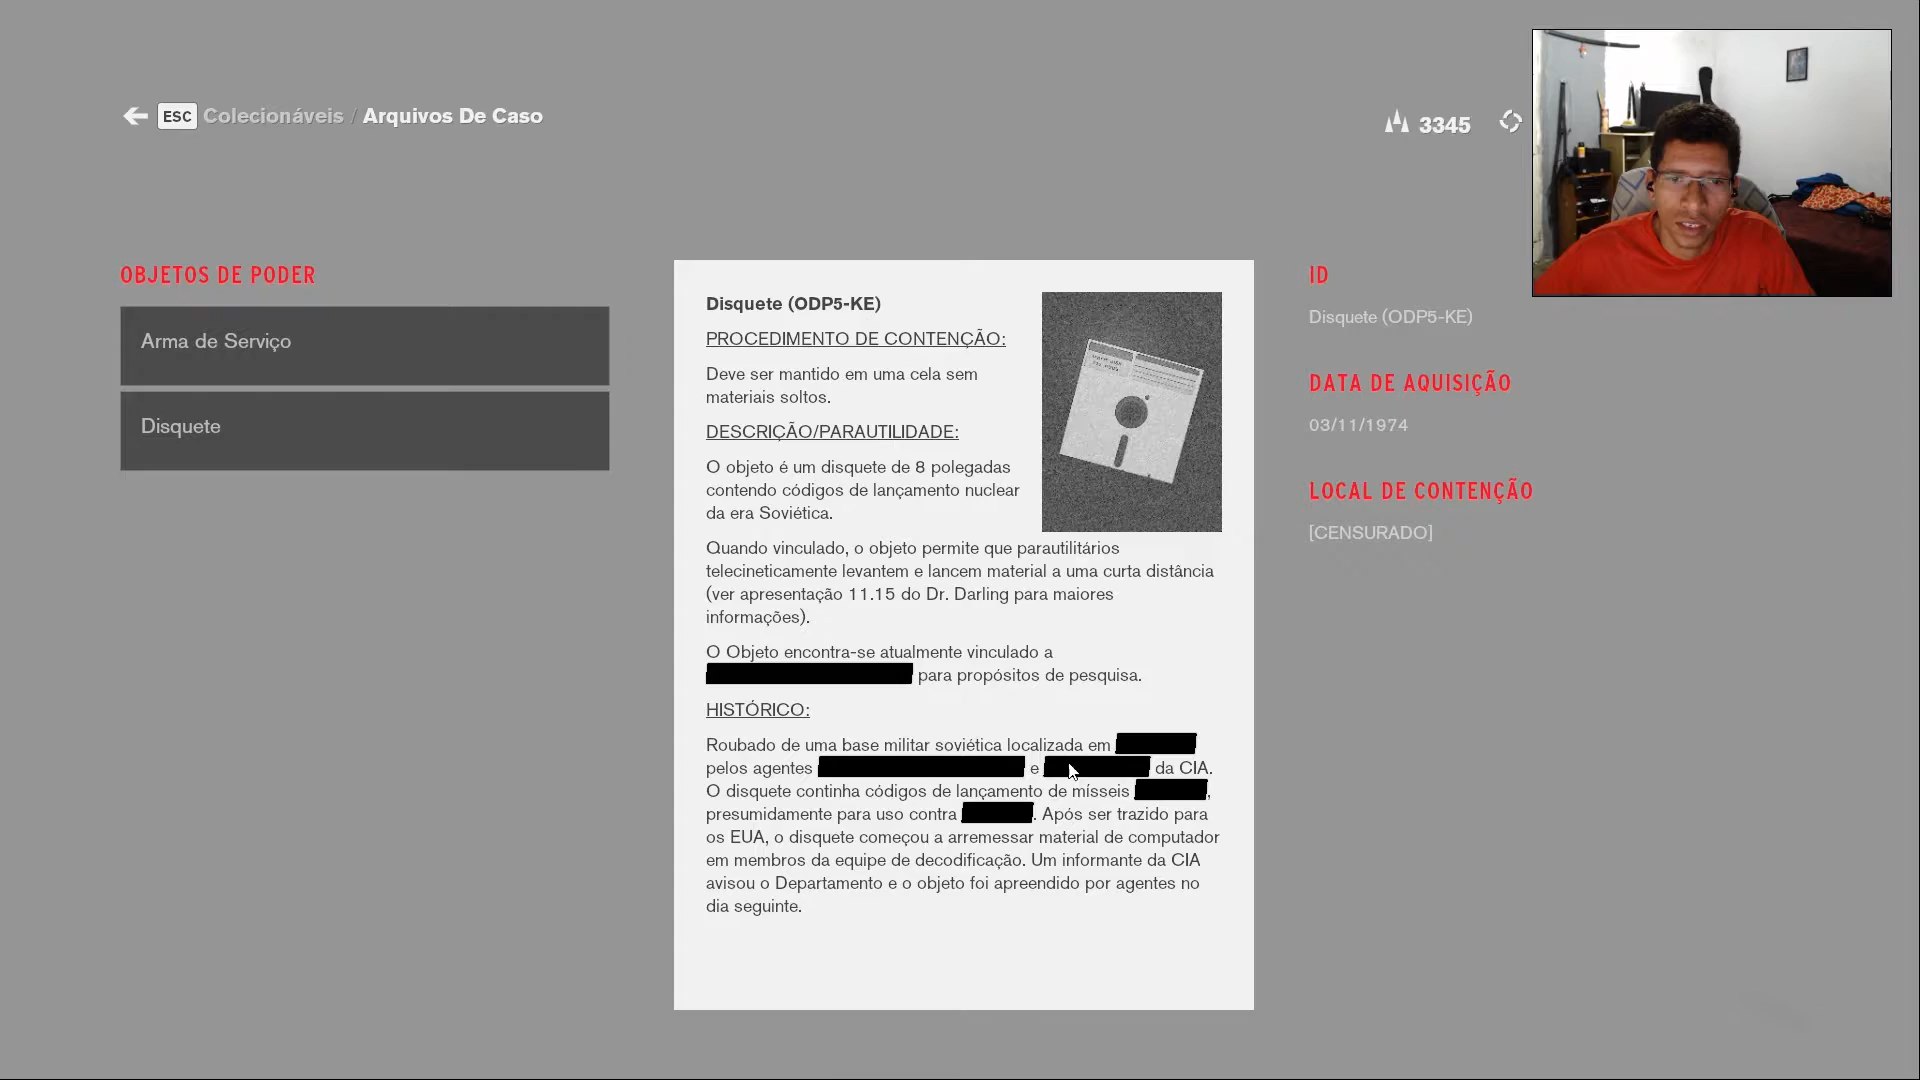 ESC Colecionáveis / Arquivos De Caso
3345
OBJETOS DE PODER
Arma de Serviço
Disquete
Disquete (ODP5-KE)
PROCEDIMENTO DE CONTENÇÃO:
Deve ser mantido em uma cela sem
materiais soltos.
DESCRIÇÃO/PARAUTILIDADE:
O objeto é um disquete de 8 polegadas
contendo códigos de lançamento nuclear
da era Soviética.
Quando vinculado, o objeto permite que parautilitários
telecineticamente levantem e lancem material a uma curta distância
(ver apresentação 11.15 do Dr. Darling para maiores
informações).
O Objeto encontra-se atualmente vinculado a
para propósitos de pesquisa.
HISTÓRICO:
Roubado de uma base militar soviética localizada em
pelos agentes e da CIA.
O disquete continha códigos de lançamento de mísseis ,
presumidamente para uso contra . Após ser trazido para
os EUA, o disquete começou a arremessar material de computador
em membros da equipe de decodificação. Um informante da CIA
avisou o Departamento e o objeto foi apreendido por agentes no
dia seguinte.
ID
Disquete (ODP5-KE)
DATA DE AQUISIÇÃO
03/11/1974
LOCAL DE CONTENÇÃO
[CENSURADO]